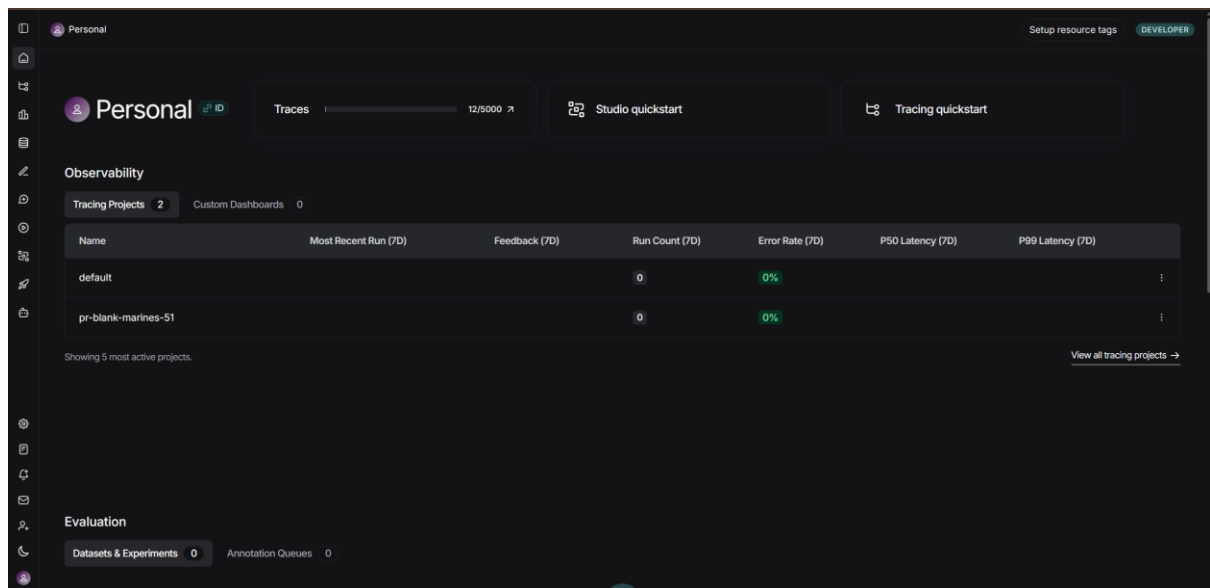 Personal
Setup resource tags
DEVELOPER
Personal
ID
Traces
12/5000
Studio quickstart
Tracing quickstart
Observability
Tracing Projects 2
Custom Dashboards 0
Name Most Recent Run (7D) Feedback (7D) Run Count (7D) Error Rate (7D) P50 Latency (7D) P99 Latency (7D)
default 0 0%
pr-blank-marines-51 0 0%
Showing 5 most active projects.
View all tracing projects →
Evaluation
Datasets & Experiments 0
Annotation Queues 0